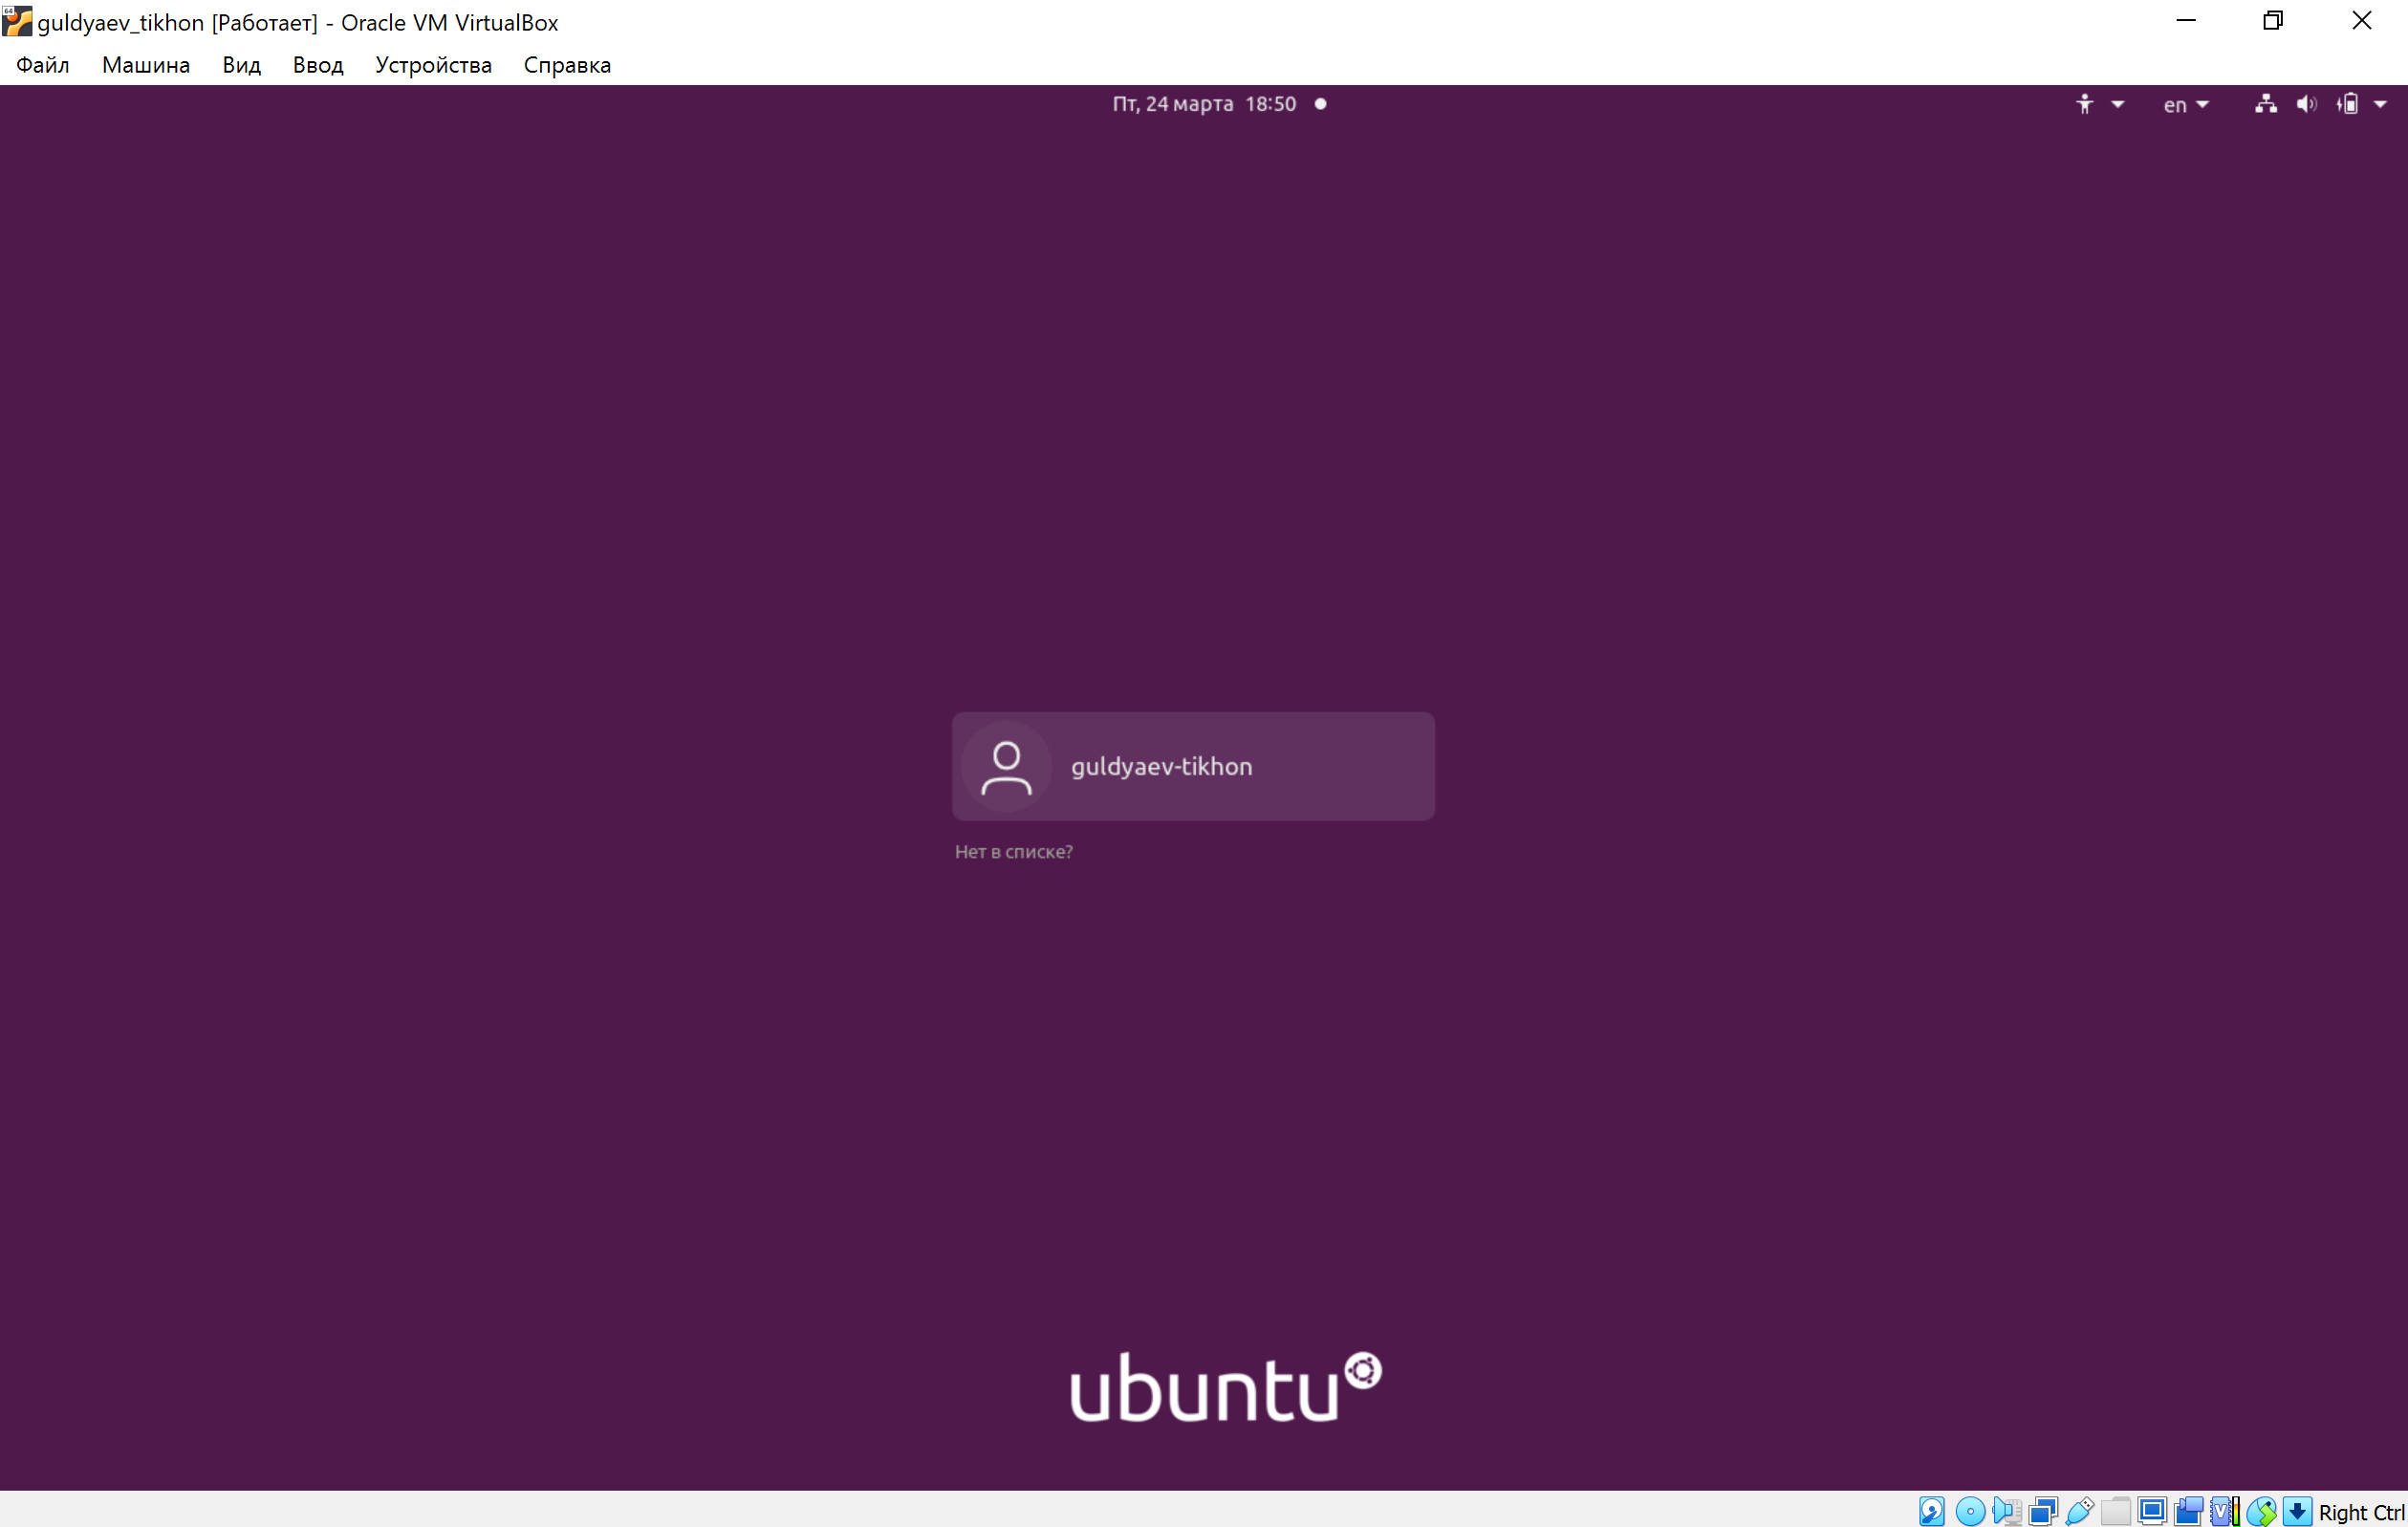 guldyaev_tikhon [Работает] - Oracle VM VirtualBox
Файл Машина Вид Ввод Устройства Справка
Пт, 24 марта 18:50
en
guldyaev-tikhon
Нет в списке?
ubuntu
Right Ctrl